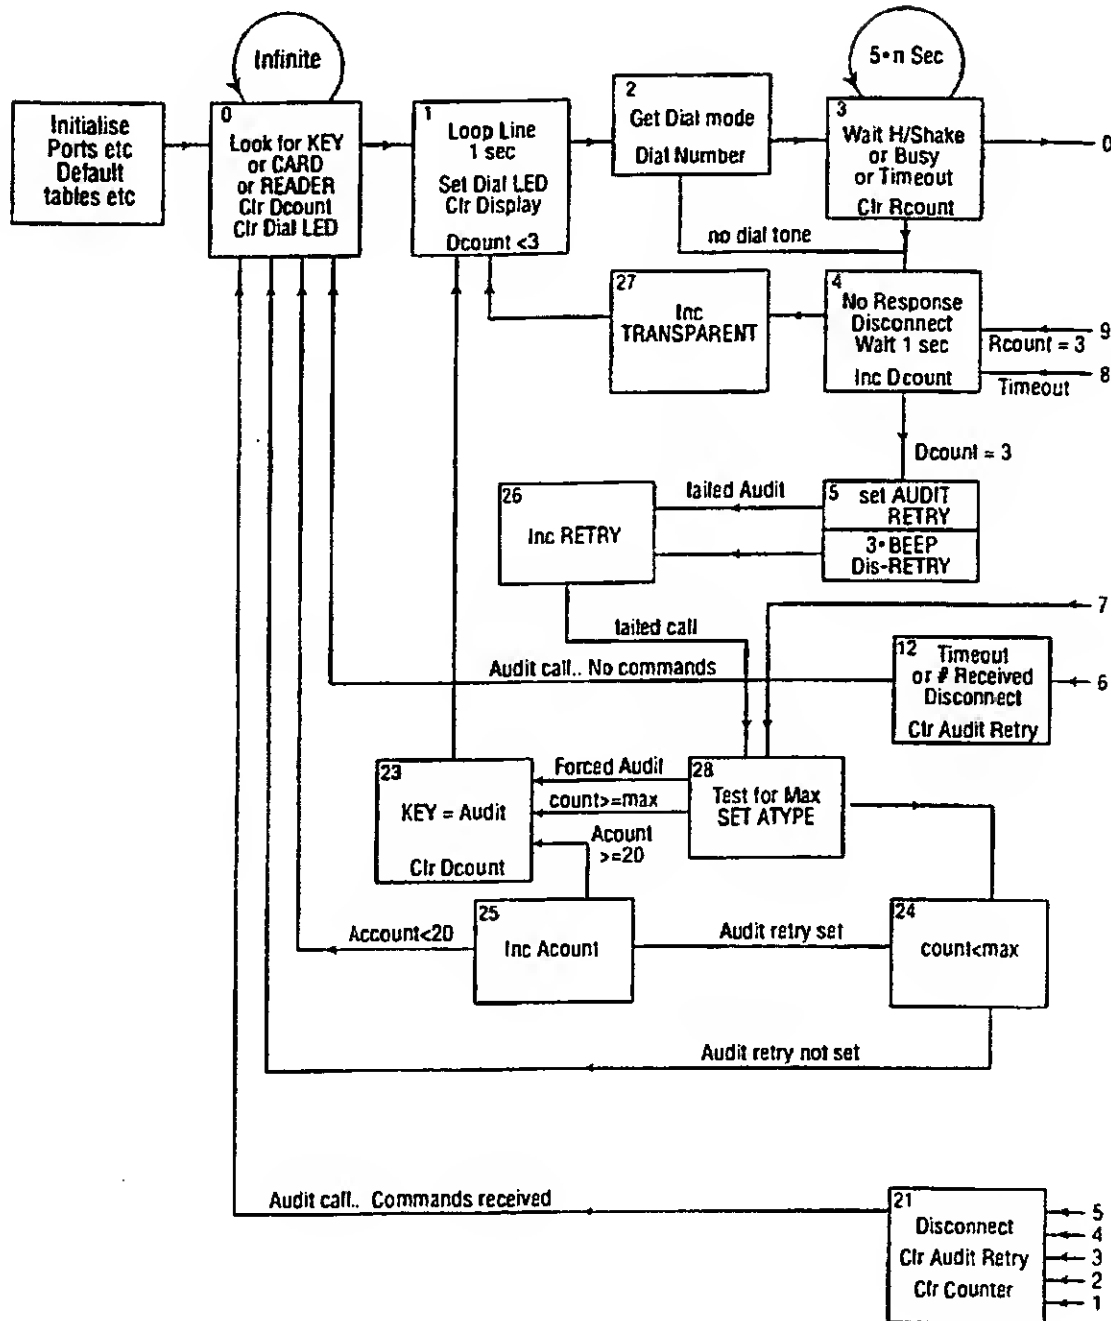 Infinite
5•n Sec
Initialise
Ports etc
Default
tables etc
0
Look for KEY
or CARD
or READER
Clr Dcount
Clr Dial LED
1
Loop Line
1 sec
Set Dial LED
Clr Display
Dcount <3
2
Get Dial mode
Dial Number
3
Wait H/Shake
or Busy
or Timeout
Clr Rcount
0
no dial tone
27
Inc
TRANSPARENT
4
No Response
Disconnect
Wait 1 sec
Inc Dcount
9
Rcount = 3
8
Timeout
Dcount = 3
26
Inc RETRY
failed Audit
5
set AUDIT
RETRY
3•BEEP
Dis-RETRY
7
failed call
Audit call.. No commands
12
Timeout
or # Received
Disconnect
Clr Audit Retry
6
23
KEY = Audit
Clr Dcount
Forced Audit
count>=max
Acount
>=20
28
Test for Max
SET ATYPE
Account<20
25
Inc Acount
Audit retry set
24
count<max
Audit retry not set
Audit call.. Commands received
21
Disconnect
Clr Audit Retry
Clr Counter
5
4
3
2
1